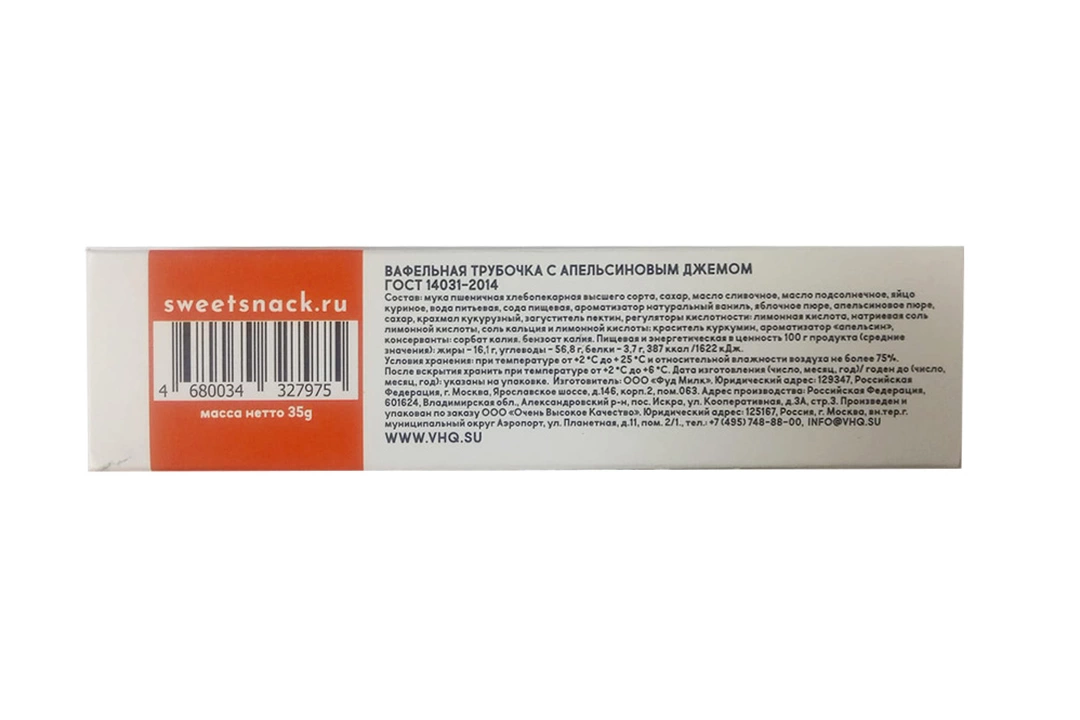 sweetsnack.ru
4 680034 327975
масса нетто 35g
ВАФЕЛЬНАЯ ТРУБОЧКА С АПЕЛЬСИНОВЫМ ДЖЕМОМ
ГОСТ 14031-2014
Состав: мука пшеничная хлебопекарная высшего сорта, сахар, масло сливочное, масло подсолнечное, яйцо
куриное, вода питьевая, сода пищевая, ароматизатор натуральный ваниль, яблочное пюре, апельсиновое пюре,
сахар, крахмал кукурузный, загуститель пектин, регуляторы кислотности: лимонная кислота, натриевая соль
лимонной кислоты, соль кальция и лимонной кислоты: краситель куркумин, ароматизатор «апельсин»,
консерванты: сорбат калия. бензоат калия. Пищевая и энергетическая в ценность 100 г продукта (средние
значения): жиры – 16,1 г, углеводы – 56,8 г, белки – 3,7 г, 387 ккал /1622 кДж.
Условия хранения: при температуре от +2 °С до + 25 °С и относительной влажности воздуха не более 75%.
После вскрытия хранить при температуре от +2 °С до +6 °С. Дата изготовления (число, месяц, год)/ годен до (число,
месяц, год): указаны на упаковке. Изготовитель: ООО «Фуд Милк». Юридический адрес: 129347, Российская
Федерация, г. Москва, Ярославское шоссе, д.146, корп.2, пом.063. Адрес производства: Российская Федерация,
601624, Владимирская обл., Александровский р-н, пос. Искра, ул. Кооперативная, д.3А, стр.3. Произведен и
упакован по заказу ООО «Очень Высокое Качество». Юридический адрес: 125167, Россия, г. Москва, вн.тер.г.
муниципальный округ Аэропорт, ул. Планетная, д.11, пом. 2/1., тел.: +7 (495) 748-88-00, INFO@VHQ.SU
WWW.VHQ.SU